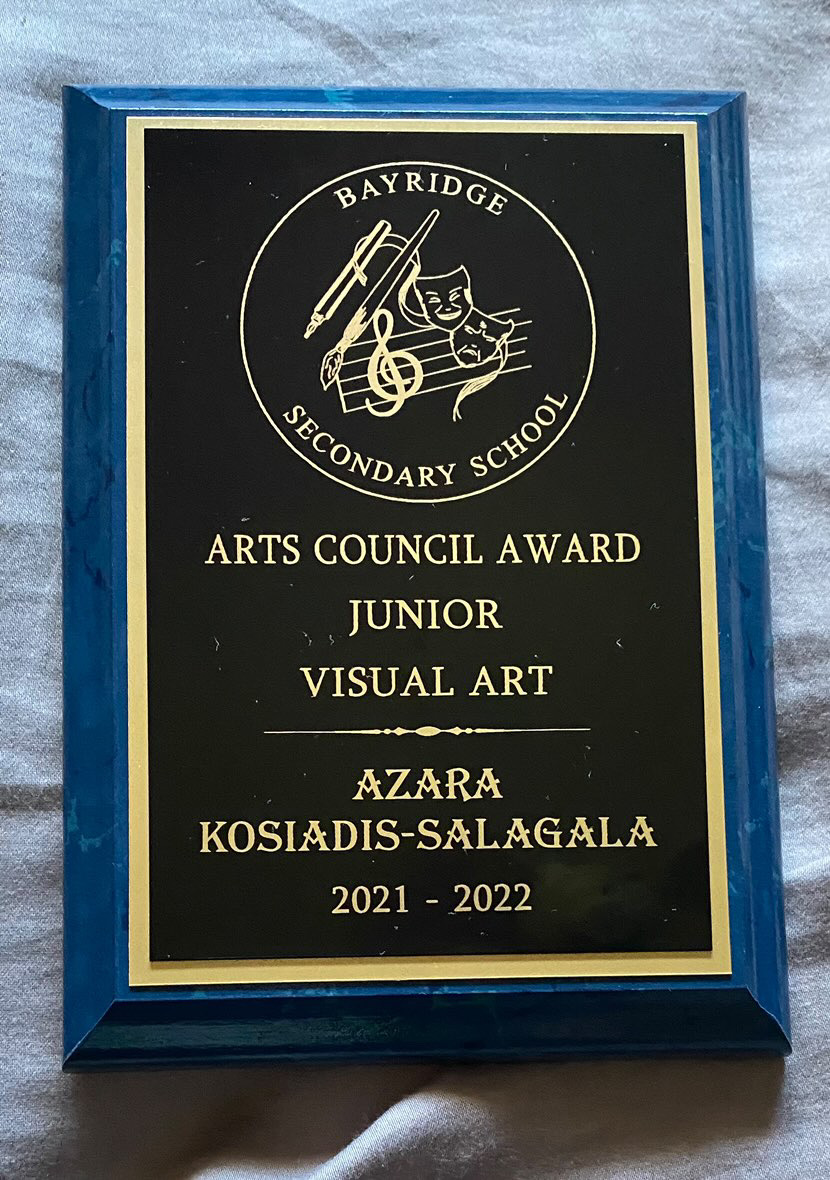 BAYRIDGE
SECONDARY SCHOOL
ARTS COUNCIL AWARD
JUNIOR
VISUAL ART
AZARA
KOSIADIS-SALAGALA
2021 - 2022